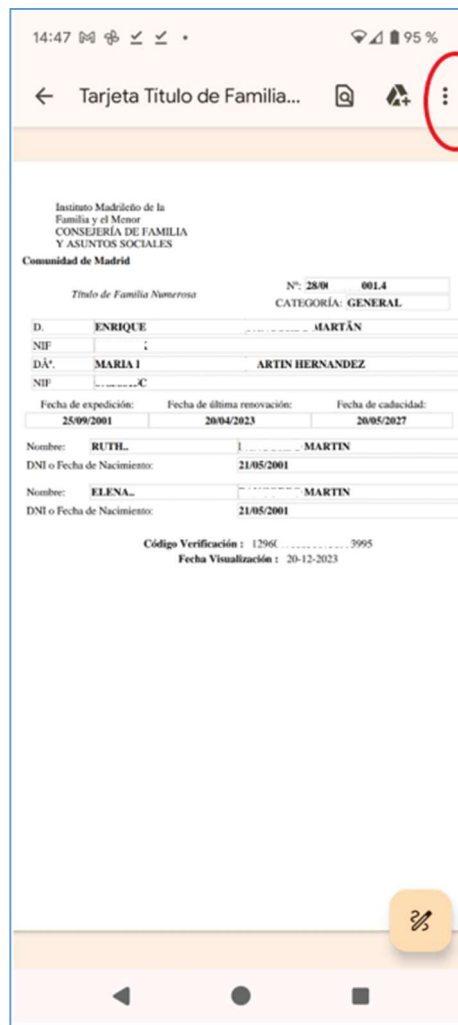 14:47
95 %
Tarjeta Titulo de Familia...
Instituto Madrileño de la
Familia y el Menor
CONSEJERÍA DE FAMILIA
Y ASUNTOS SOCIALES
Comunidad de Madrid
Título de Familia Numerosa
Nº: 28/0 001.4
CATEGORÍA: GENERAL
D. ENRIQUE MARTÃN
NIF
DÂª. MARIA ARTIN HERNANDEZ
NIF C
Fecha de expedición: Fecha de última renovación: Fecha de caducidad:
25/09/2001 20/04/2023 20/05/2027
Nombre: RUTH.. MARTIN
DNI o Fecha de Nacimiento: 21/05/2001
Nombre: ELENA.. MARTIN
DNI o Fecha de Nacimiento: 21/05/2001
Código Verificación : 1296 3995
Fecha Visualización : 20-12-2023